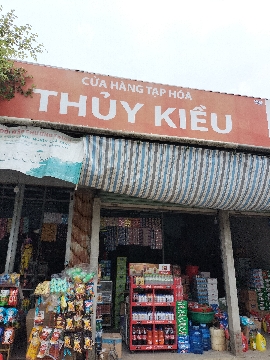 CỬA HÀNG TẠP HÓA
THỦY KIỀU